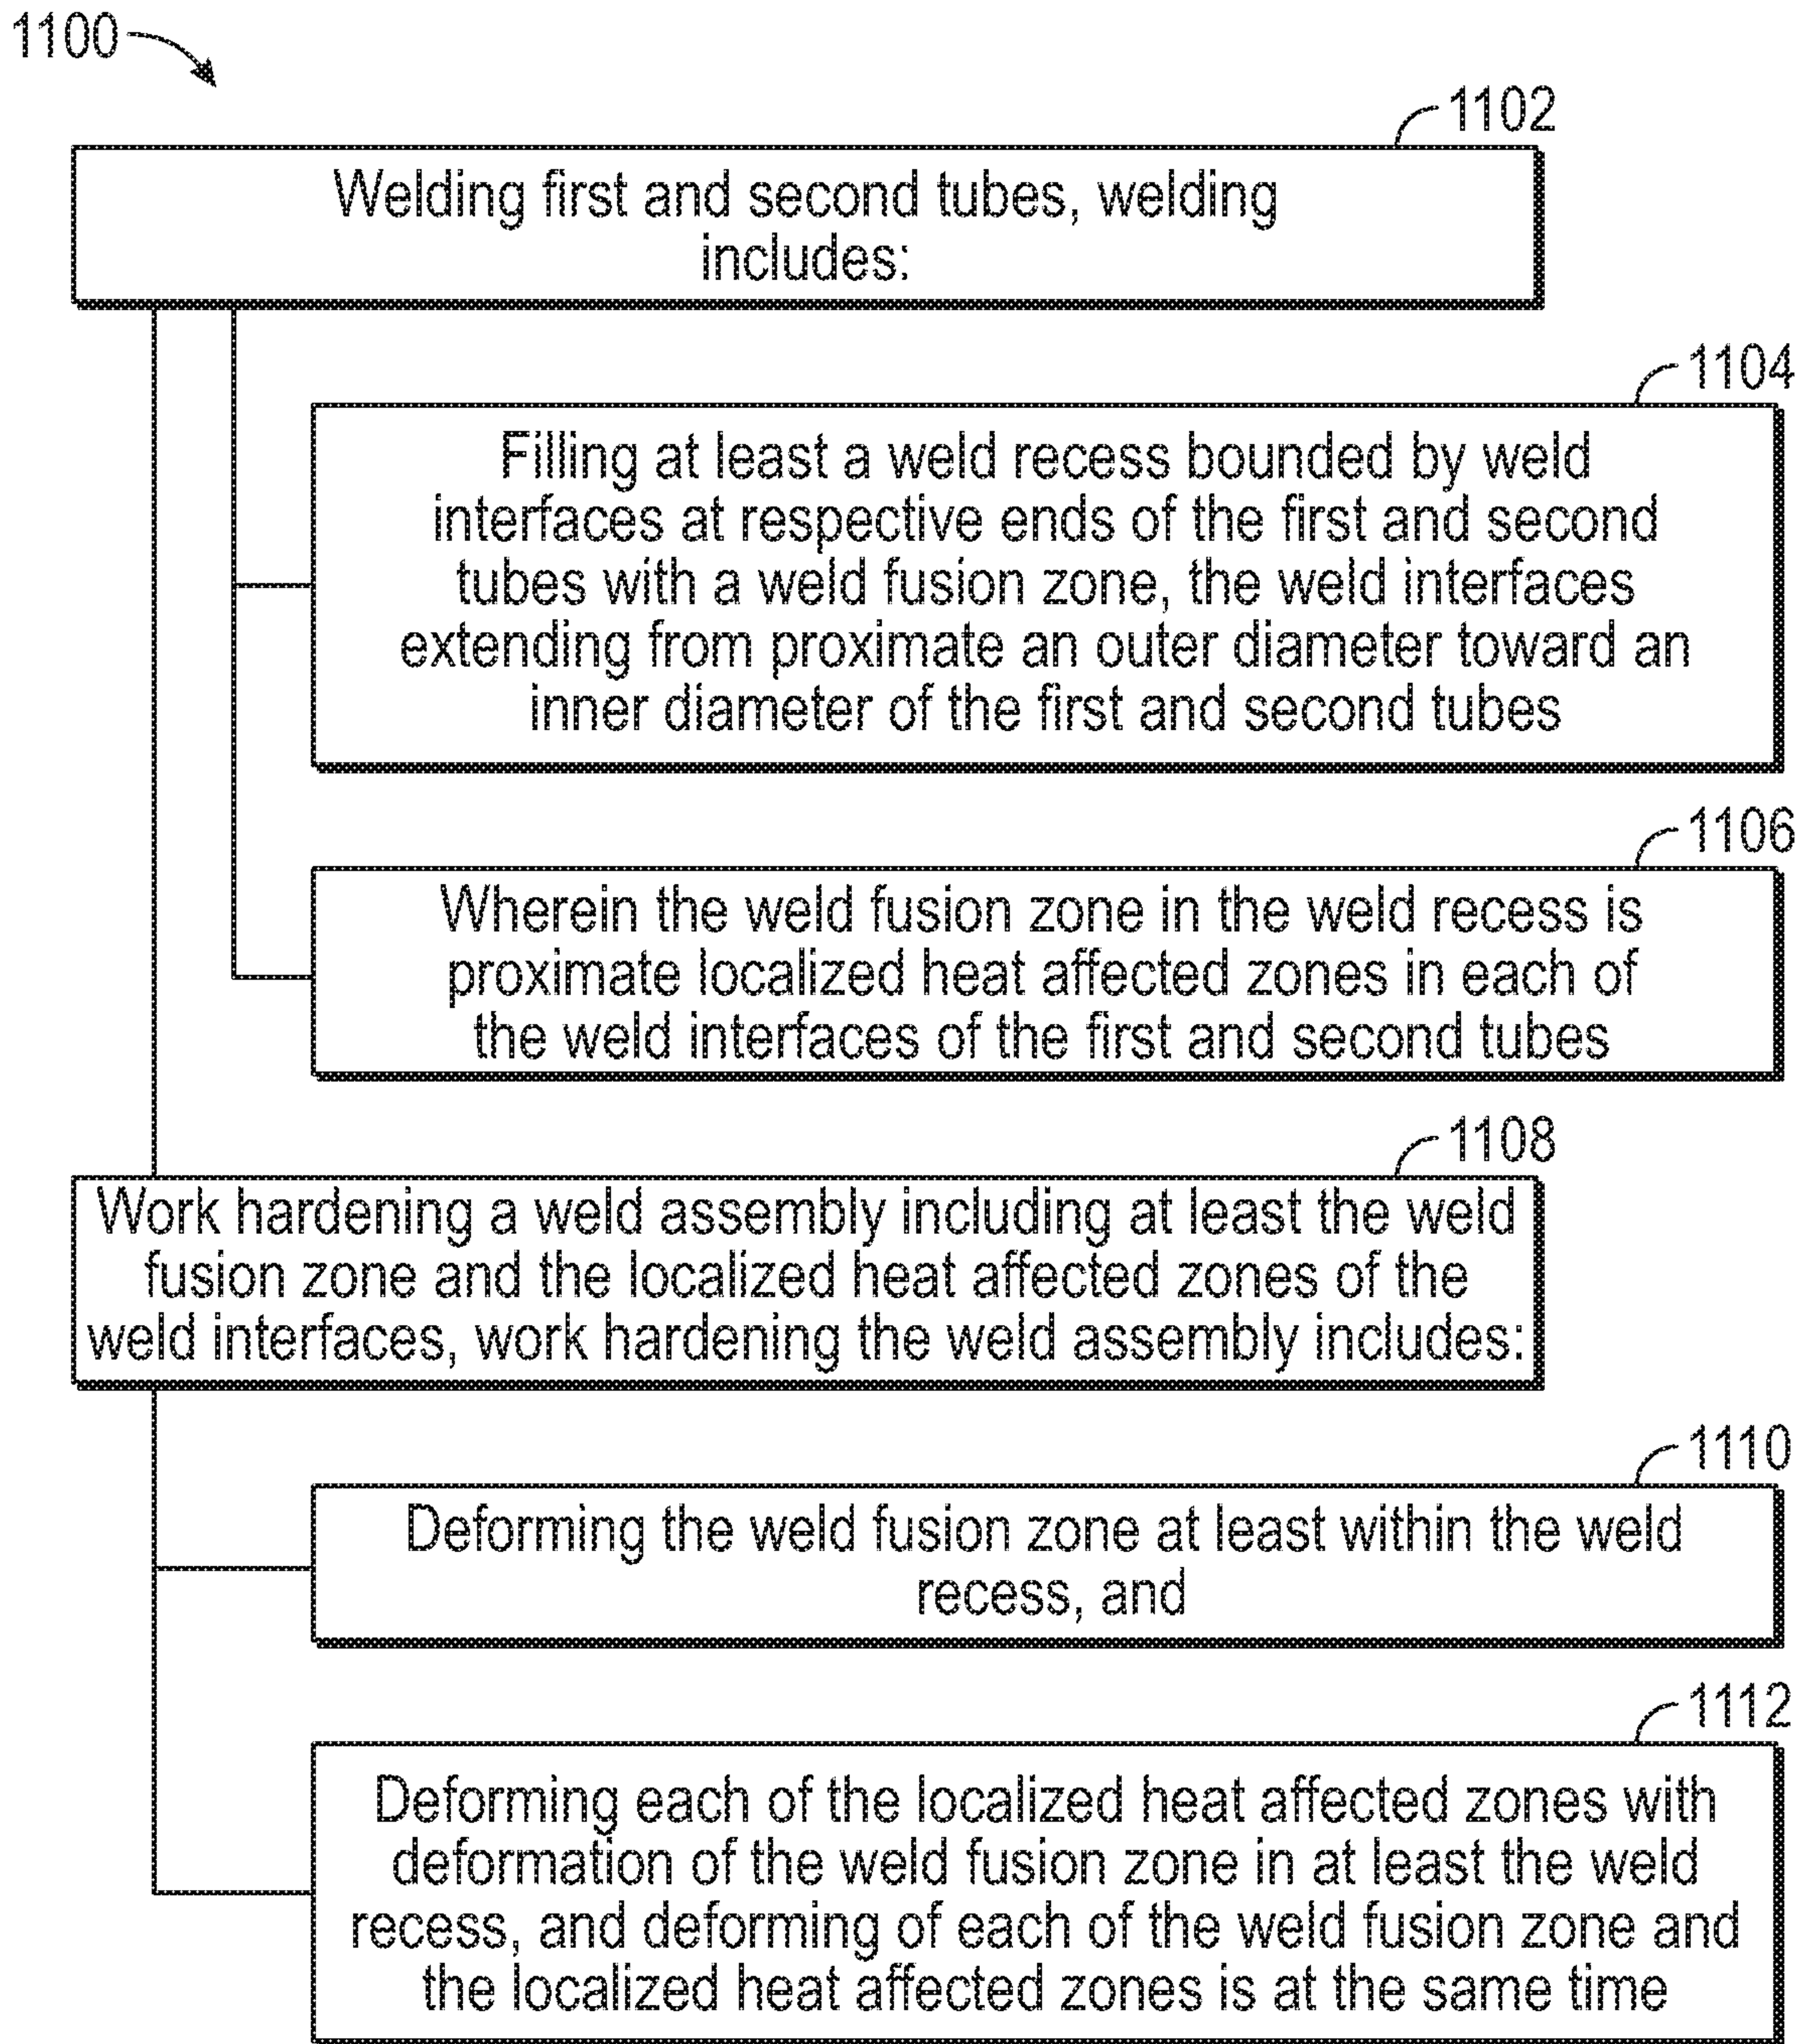 1100
1102
Welding first and second tubes, welding
includes:
1104
Filling at least a weld recess bounded by weld
interfaces at respective ends of the first and second
tubes with a weld fusion zone, the weld interfaces
extending from proximate an outer diameter toward an
inner diameter of the first and second tubes
1106
Wherein the weld fusion zone in the weld recess is
proximate localized heat affected zones in each of
the weld interfaces of the first and second tubes
1108
Work hardening a weld assembly including at least the weld
fusion zone and the localized heat affected zones of the
weld interfaces, work hardening the weld assembly includes:
1110
Deforming the weld fusion zone at least within the weld
recess, and
1112
Deforming each of the localized heat affected zones with
deformation of the weld fusion zone in at least the weld
recess, and deforming of each of the weld fusion zone and
the localized heat affected zones is at the same time